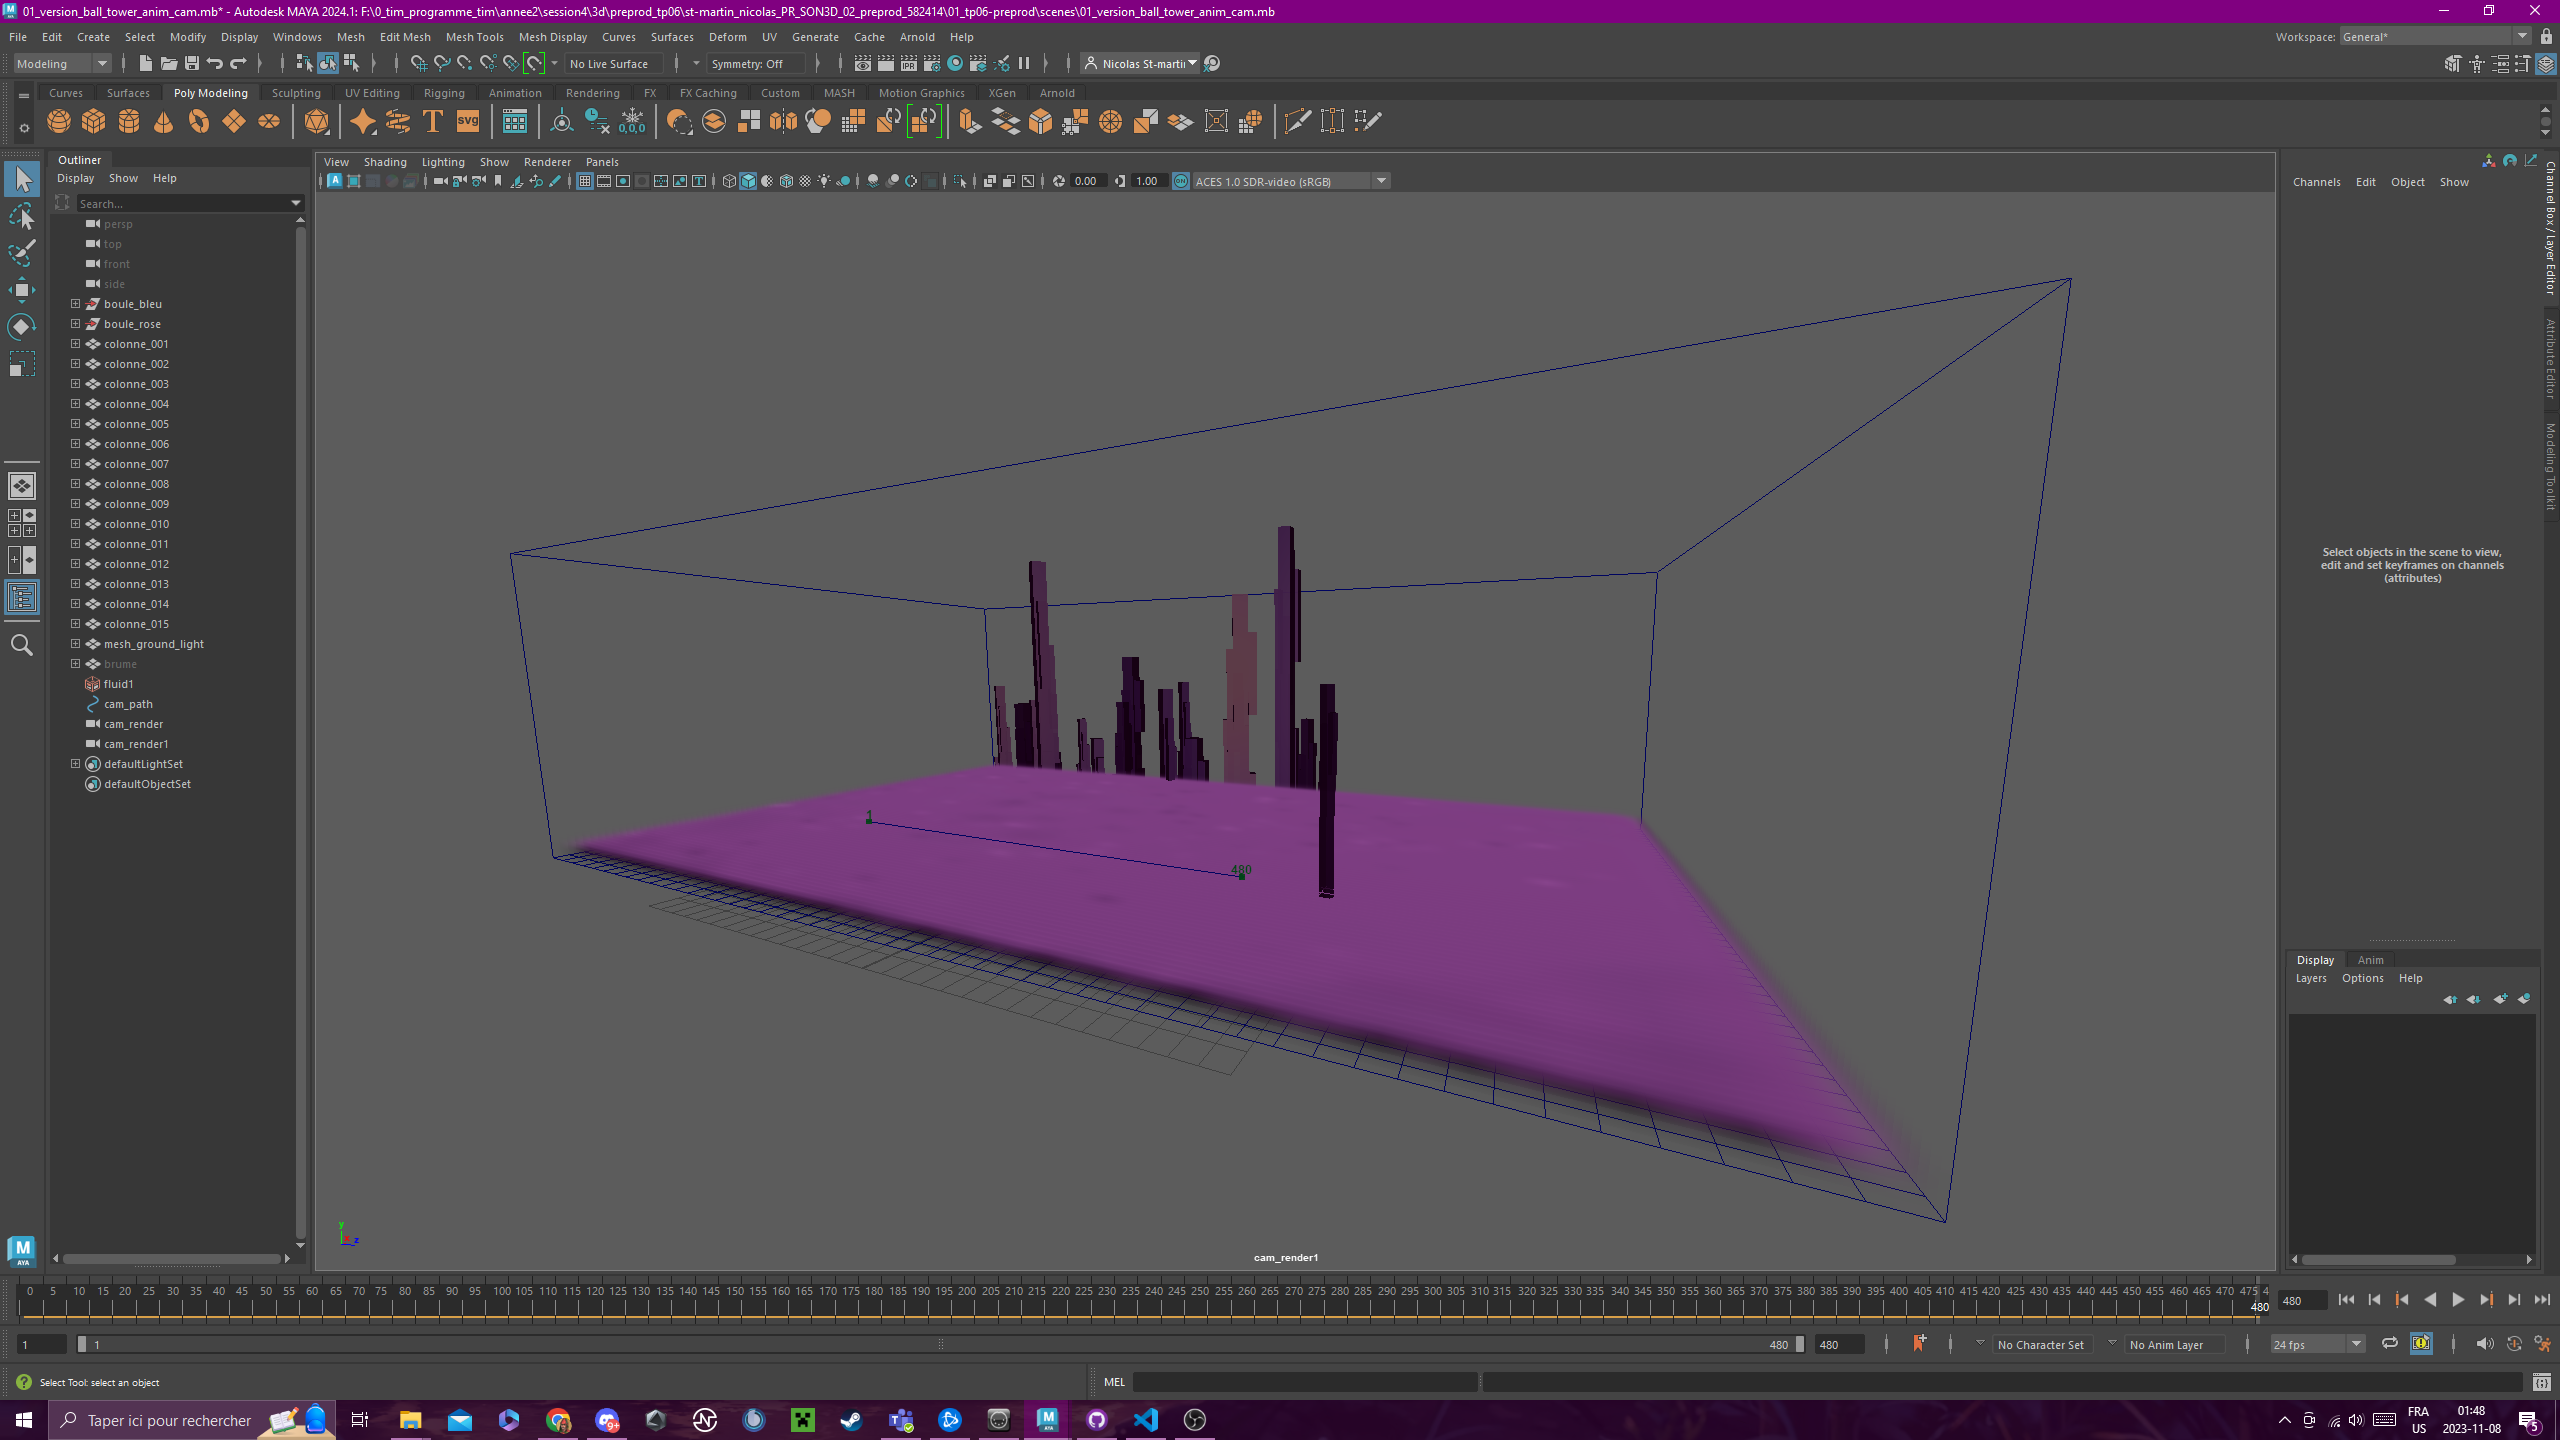 01_version_ball_tower_anim_cam.mb* - Autodesk MAYA 2024.1: F:\0_tim_programme_tim\annee2\session4\3d\preprod_tp06\st-martin_nicolas_PR_SON3D_02_preprod_582414\01_tp06-preprod\scenes\01_version_ball_tower_anim_cam.mb
File Edit Create Select Modify Display Windows Mesh Edit Mesh Mesh Tools Mesh Display Curves Surfaces Deform UV Generate Cache Arnold Help
Workspace: General*
Modeling
No Live Surface
Symmetry: Off
Nicolas St-marti
Curves Surfaces Poly Modeling Sculpting UV Editing Rigging Animation Rendering FX FX Caching Custom MASH Motion Graphics XGen Arnold
T svg 0,0,0
Outliner
Display Show Help
Search...
persp
top
front
side
boule_bleu
boule_rose
colonne_001
colonne_002
colonne_003
colonne_004
colonne_005
colonne_006
colonne_007
colonne_008
colonne_009
colonne_010
colonne_011
colonne_012
colonne_013
colonne_014
colonne_015
mesh_ground_light
brume
fluid1
cam_path
cam_render
cam_render1
defaultLightSet
defaultObjectSet
View Shading Lighting Show Renderer Panels
0.00 1.00 ACES 1.0 SDR-video (sRGB)
1
480
y
z
cam_render1
Channels Edit Object Show
Select objects in the scene to view,
edit and set keyframes on channels
(attributes)
Channel Box / Layer Editor
Attribute Editor
Modeling Toolkit
Display Anim
Layers Options Help
0 5 10 15 20 25 30 35 40 45 50 55 60 65 70 75 80 85 90 95 100 105 110 115 120 125 130 135 140 145 150 155 160 165 170 175 180 185 190 195 200 205 210 215 220 225 230 235 240 245 250 255 260 265 270 275 280 285 290 295 300 305 310 315 320 325 330 335 340 345 350 355 360 365 370 375 380 385 390 395 400 405 410 415 420 425 430 435 440 445 450 455 460 465 470 475 4
480
480
1 1 480 480 No Character Set No Anim Layer 24 fps
Select Tool: select an object
MEL
Taper ici pour rechercher
FRA
US
01:48
2023-11-08
5